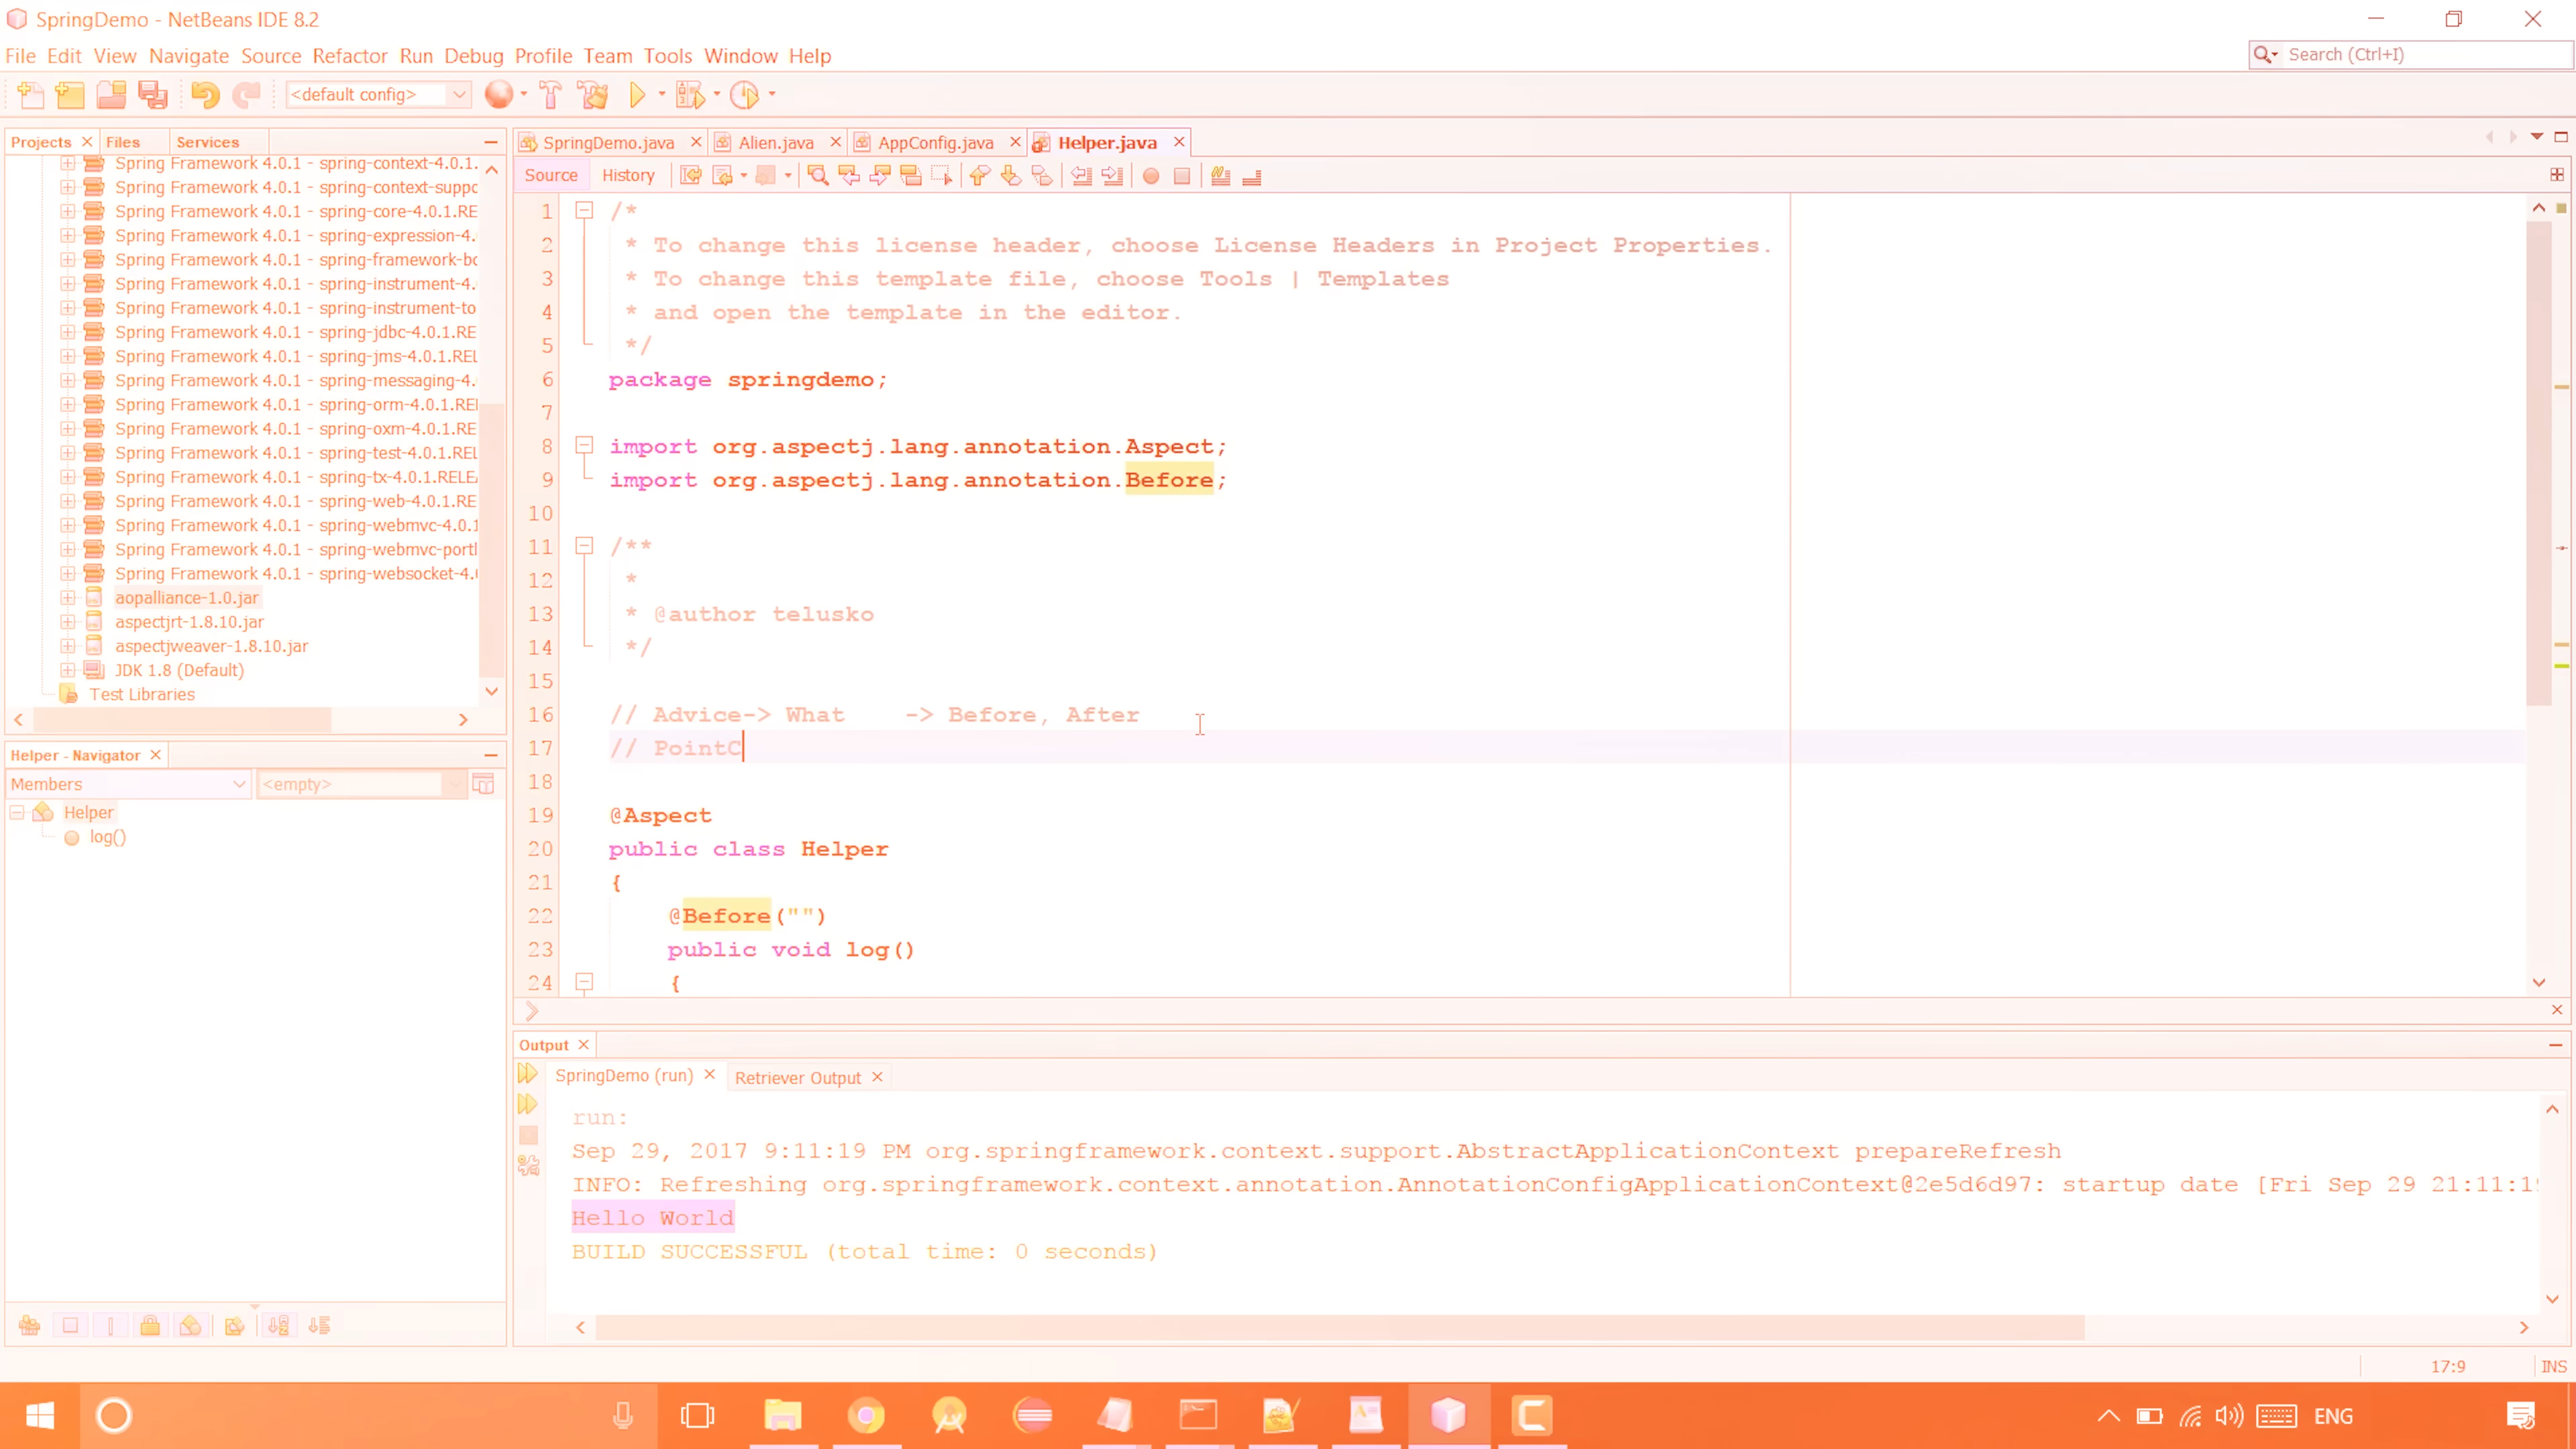 SpringDemo - NetBeans IDE 8.2
File Edit View Navigate Source Refactor Run Debug Profile Team Tools Window Help
Search (Ctrl+I)
<default config>
Projects Files Services
Spring Framework 4.0.1 - spring-context-4.0.1.
Spring Framework 4.0.1 - spring-context-suppo
Spring Framework 4.0.1 - spring-core-4.0.1.RE
Spring Framework 4.0.1 - spring-expression-4.
Spring Framework 4.0.1 - spring-framework-bo
Spring Framework 4.0.1 - spring-instrument-4.
Spring Framework 4.0.1 - spring-instrument-to
Spring Framework 4.0.1 - spring-jdbc-4.0.1.RE
Spring Framework 4.0.1 - spring-jms-4.0.1.REL
Spring Framework 4.0.1 - spring-messaging-4.
Spring Framework 4.0.1 - spring-orm-4.0.1.REI
Spring Framework 4.0.1 - spring-oxm-4.0.1.RE
Spring Framework 4.0.1 - spring-test-4.0.1.REL
Spring Framework 4.0.1 - spring-tx-4.0.1.RELEA
Spring Framework 4.0.1 - spring-web-4.0.1.RE
Spring Framework 4.0.1 - spring-webmvc-4.0.1
Spring Framework 4.0.1 - spring-webmvc-portl
Spring Framework 4.0.1 - spring-websocket-4.
aopalliance-1.0.jar
aspectjrt-1.8.10.jar
aspectjweaver-1.8.10.jar
JDK 1.8 (Default)
Test Libraries
Helper - Navigator
Members <empty>
Helper
log()
SpringDemo.java Alien.java AppConfig.java Helper.java
Source History
1 /*
2 * To change this license header, choose License Headers in Project Properties.
3 * To change this template file, choose Tools | Templates
4 * and open the template in the editor.
5 */
6 package springdemo;
7
8 import org.aspectj.lang.annotation.Aspect;
9 import org.aspectj.lang.annotation.Before;
10
11 /**
12 *
13 * @author telusko
14 */
15
16 // Advice-> What    -> Before, After
17 // PointC
18
19 @Aspect
20 public class Helper
21 {
22 @Before("")
23 public void log()
24 {
Output
SpringDemo (run) Retriever Output
run:
Sep 29, 2017 9:11:19 PM org.springframework.context.support.AbstractApplicationContext prepareRefresh
INFO: Refreshing org.springframework.context.annotation.AnnotationConfigApplicationContext@2e5d6d97: startup date [Fri Sep 29 21:11:1
Hello World
BUILD SUCCESSFUL (total time: 0 seconds)
17:9 INS
ENG